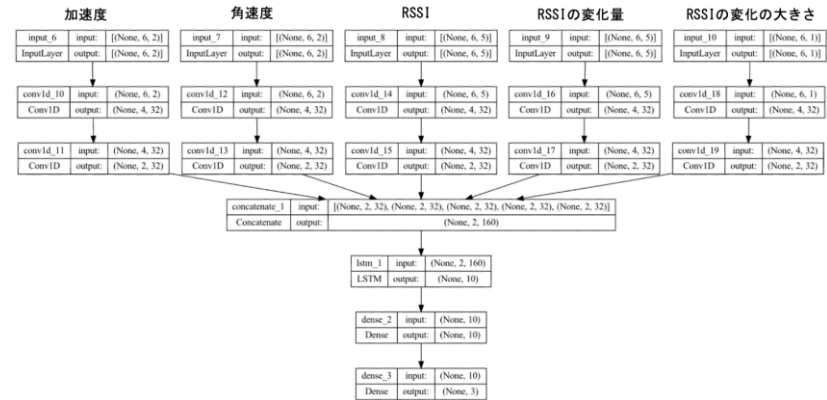 加速度 角速度 RSSI RSSIの変化量 RSSIの変化の大きさ
input_6 input: [(None, 6, 2)] input_7 input: [(None, 6, 2)] input_8 input: [(None, 6, 5)] input_9 input: [(None, 6, 5)] input_10 input: [(None, 6, 1)]
InputLayer output: [(None, 6, 2)] InputLayer output: [(None, 6, 2)] InputLayer output: [(None, 6, 5)] InputLayer output: [(None, 6, 5)] InputLayer output: [(None, 6, 1)]
conv1d_10 input: (None, 6, 2) conv1d_12 input: (None, 6, 2) conv1d_14 input: (None, 6, 5) conv1d_16 input: (None, 6, 5) conv1d_18 input: (None, 6, 1)
Conv1D output: (None, 4, 32) Conv1D output: (None, 4, 32) Conv1D output: (None, 4, 32) Conv1D output: (None, 4, 32) Conv1D output: (None, 4, 32)
conv1d_11 input: (None, 4, 32) conv1d_13 input: (None, 4, 32) conv1d_15 input: (None, 4, 32) conv1d_17 input: (None, 4, 32) conv1d_19 input: (None, 4, 32)
Conv1D output: (None, 2, 32) Conv1D output: (None, 2, 32) Conv1D output: (None, 2, 32) Conv1D output: (None, 2, 32) Conv1D output: (None, 2, 32)
concatenate_1 input: [(None, 2, 32), (None, 2, 32), (None, 2, 32), (None, 2, 32), (None, 2, 32)]
Concatenate output: (None, 2, 160)
lstm_1 input: (None, 2, 160)
LSTM output: (None, 10)
dense_2 input: (None, 10)
Dense output: (None, 10)
dense_3 input: (None, 10)
Dense output: (None, 3)